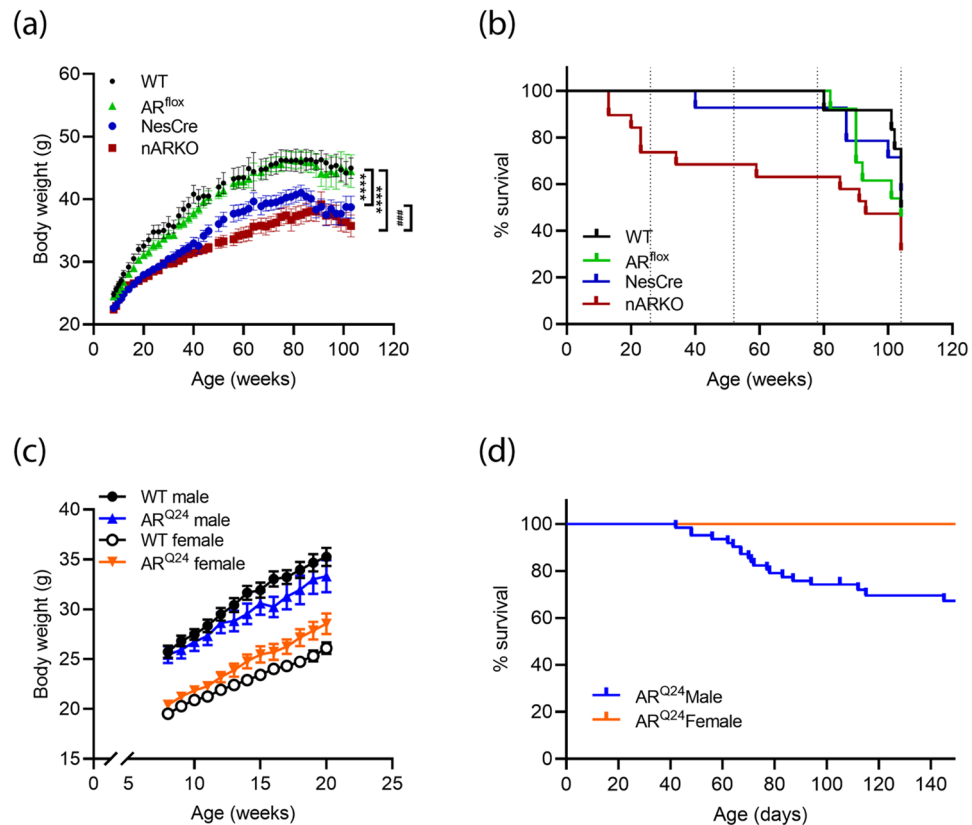 (a)
WT
AR^flox
NesCre
nARKO
60
50
40
30
20
Body weight (g)
****
****
###
0 20 40 60 80 100 120
Age (weeks)
(b)
100
80
60
40
20
0
% survival
WT
AR^flox
NesCre
nARKO
0 20 40 60 80 100 120
Age (weeks)
(c)
WT male
AR^Q24 male
WT female
AR^Q24 female
40
35
30
25
20
15
Body weight (g)
0 5 10 15 20 25
Age (weeks)
(d)
100
80
60
40
20
0
% survival
AR^Q24Male
AR^Q24Female
0 20 40 60 80 100 120 140
Age (days)